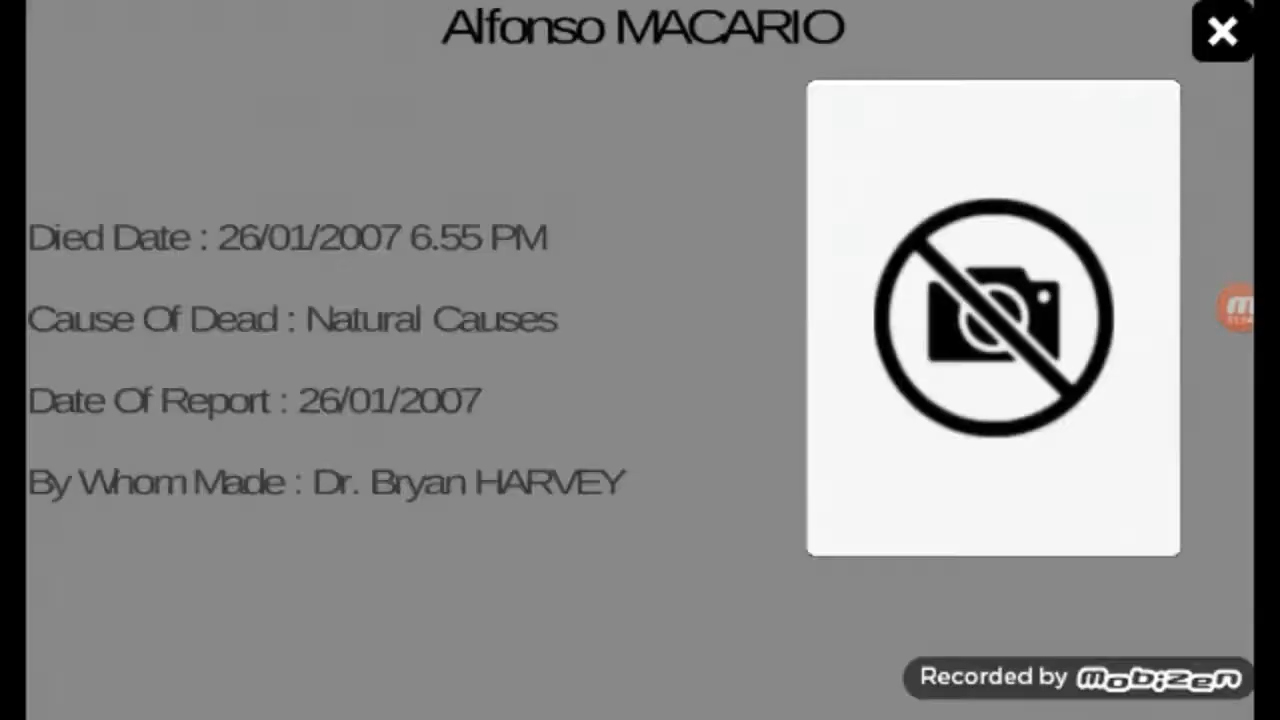 Alfonso MACARIO
Died Date : 26/01/2007 6.55 PM
Cause Of Dead : Natural Causes
Date Of Report : 26/01/2007
By Whom Made : Dr. Bryan HARVEY
Recorded by mobizen